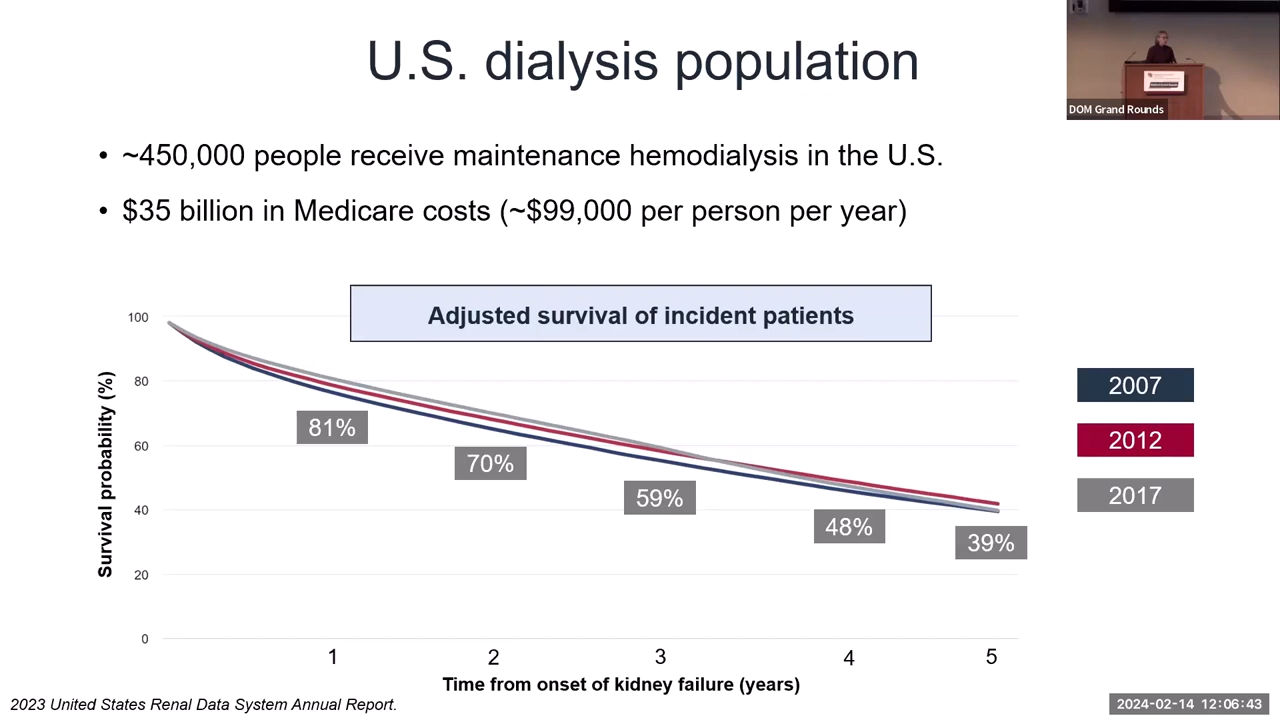 U.S. dialysis population
DOM Grand Rounds
• ~450,000 people receive maintenance hemodialysis in the U.S.
• $35 billion in Medicare costs (~$99,000 per person per year)
Adjusted survival of incident patients
Survival probability (%)
100
80
60
40
20
0
81%
70%
59%
48%
39%
2007
2012
2017
1 2 3 4 5
Time from onset of kidney failure (years)
2023 United States Renal Data System Annual Report.
2024-02-14 12:06:43